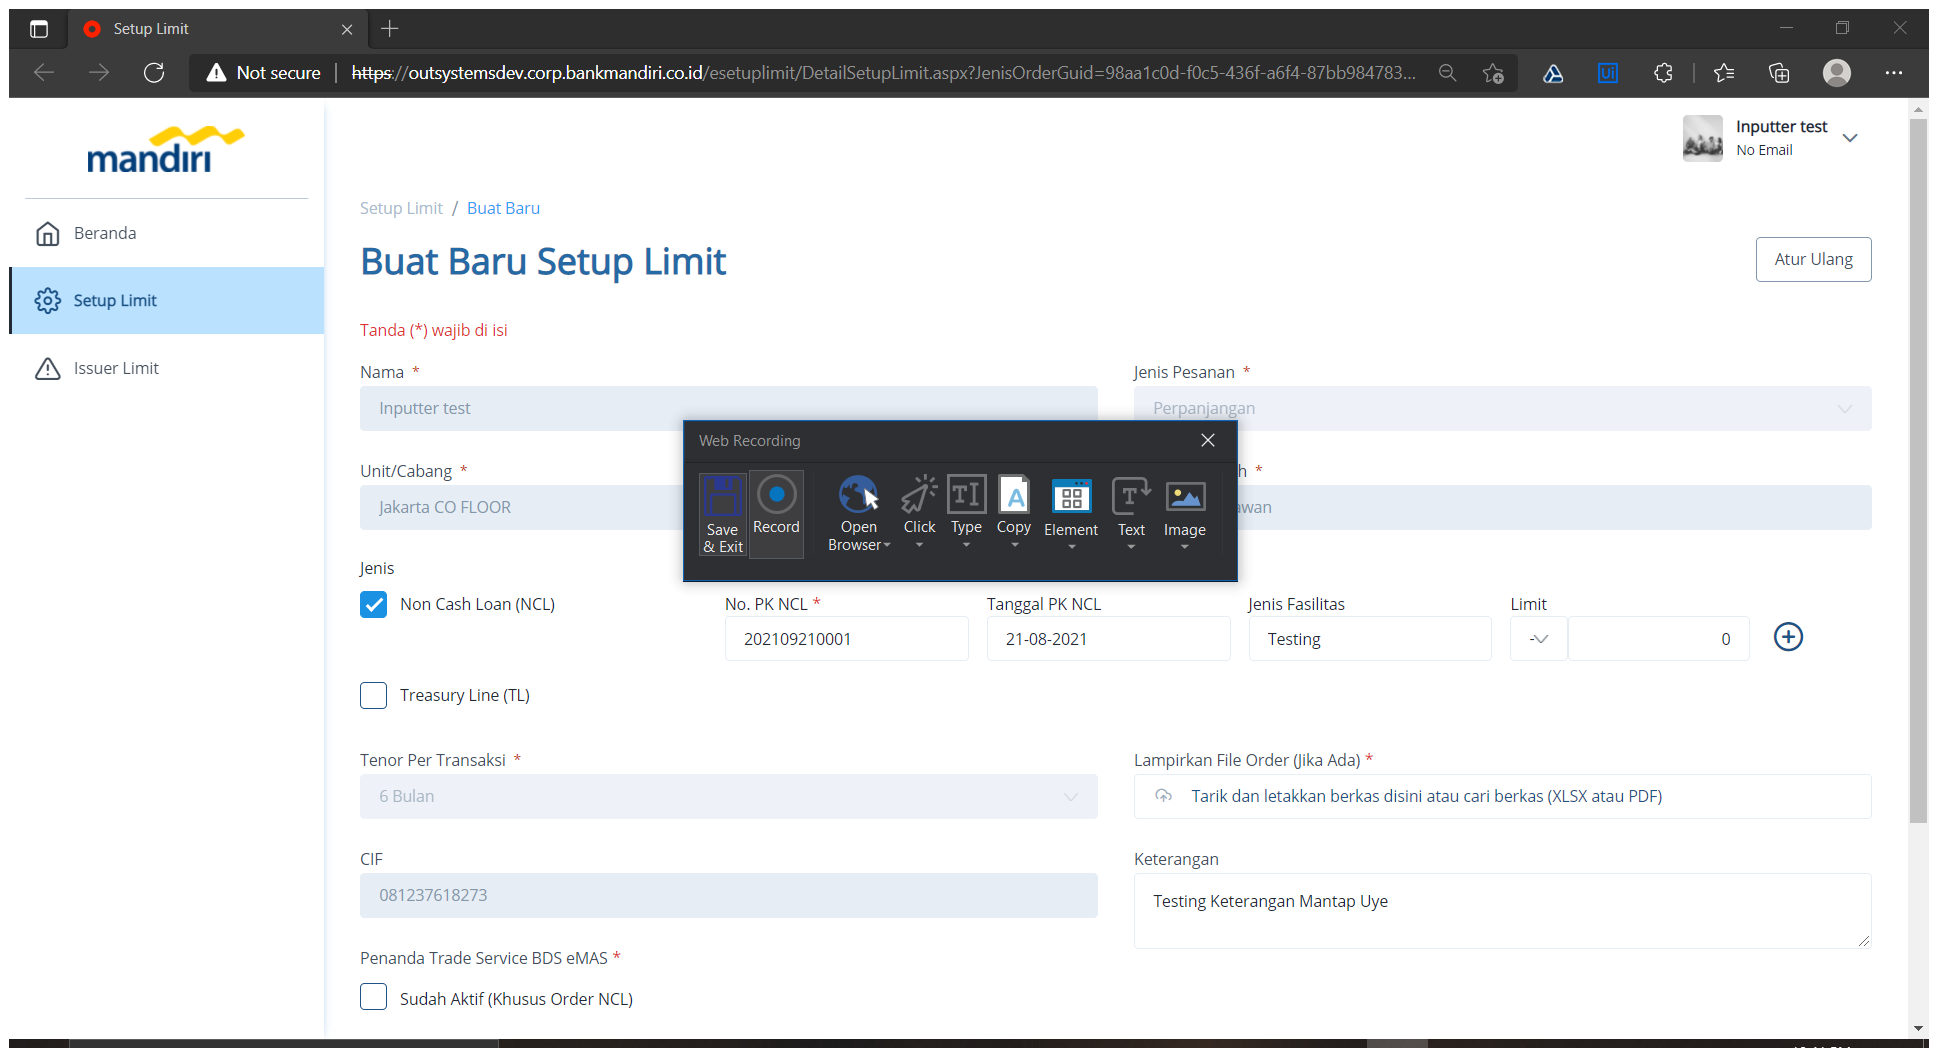 Setup Limit
Not secure
https://outsystemsdev.corp.bankmandiri.co.id/esetuplimit/DetailSetupLimit.aspx?JenisOrderGuid=98aa1c0d-f0c5-436f-a6f4-87bb984783...
Ui
mandiri
Inputter test
No Email
Setup Limit / Buat Baru
Beranda
Buat Baru Setup Limit
Atur Ulang
Setup Limit
Tanda (*) wajib di isi
Issuer Limit
Nama *
Jenis Pesanan *
Inputter test
Perpanjangan
Web Recording
Unit/Cabang *
h *
Jakarta CO FLOOR
awan
Save & Exit
Record
Open Browser
Click
Type
Copy
Element
Text
Image
Jenis
Non Cash Loan (NCL)
No. PK NCL *
Tanggal PK NCL
Jenis Fasilitas
Limit
202109210001
21-08-2021
Testing
-
0
Treasury Line (TL)
Tenor Per Transaksi *
Lampirkan File Order (Jika Ada) *
6 Bulan
Tarik dan letakkan berkas disini atau cari berkas (XLSX atau PDF)
CIF
Keterangan
081237618273
Testing Keterangan Mantap Uye
Penanda Trade Service BDS eMAS *
Sudah Aktif (Khusus Order NCL)